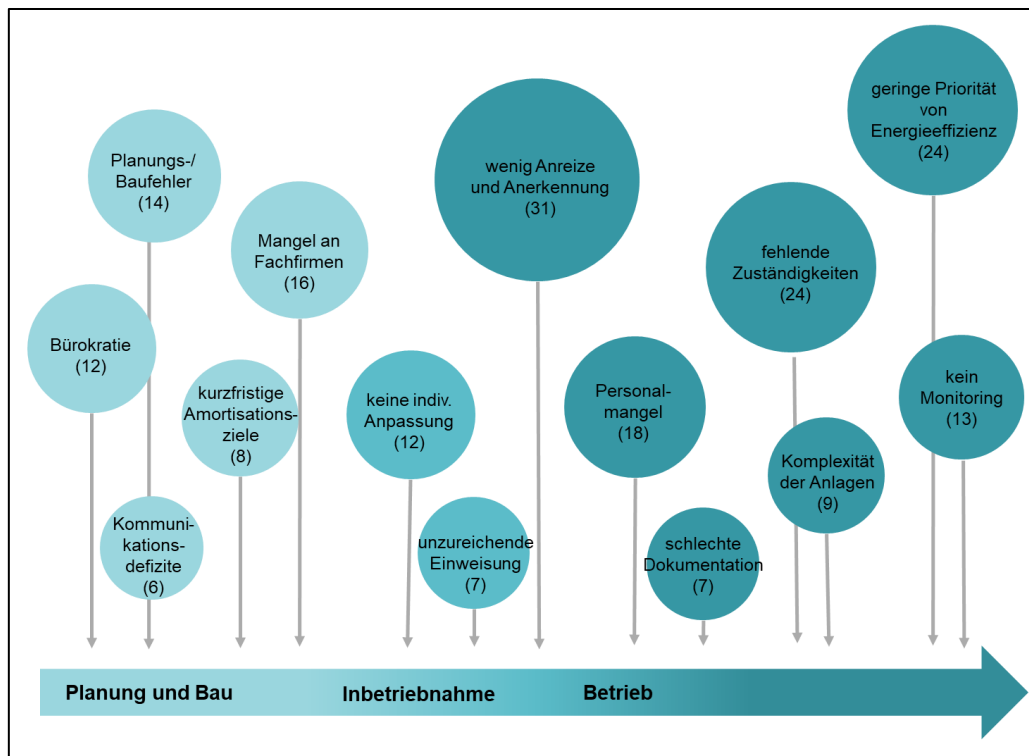 Planungs-/
Baufehler
(14)
Bürokratie
(12)
Kommuni-
kations-
defizite
(6)
Mangel an
Fachfirmen
(16)
kurzfristige
Amortisations-
ziele
(8)
keine indiv.
Anpassung
(12)
unzureichende
Einweisung
(7)
wenig Anreize
und Anerkennung
(31)
Personal-
mangel
(18)
schlechte
Dokumentation
(7)
fehlende
Zuständigkeiten
(24)
Komplexität
der Anlagen
(9)
geringe Priorität
von
Energieeffizienz
(24)
kein
Monitoring
(13)
Planung und Bau
Inbetriebnahme
Betrieb